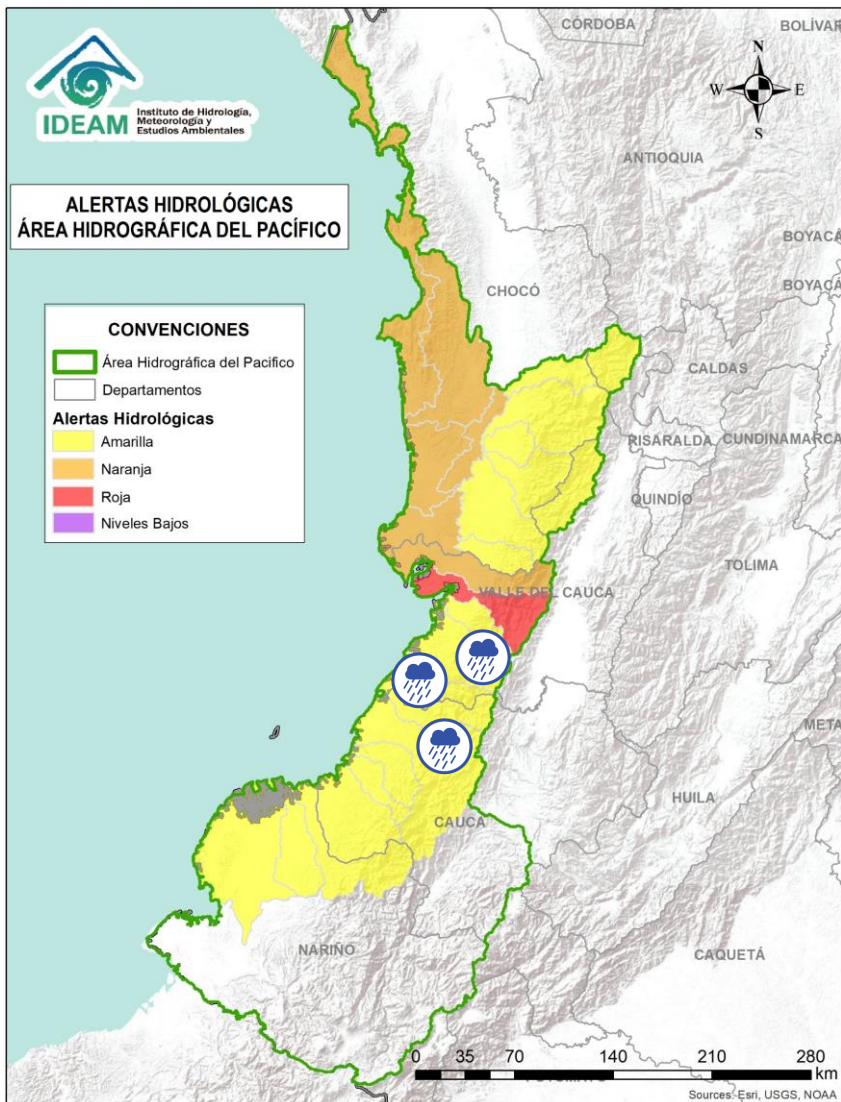 CÓRDOBA
BOLÍVAR
IDEAM
Instituto de Hidrología,
Meteorología y
Estudios Ambientales
N
W
E
S
ANTIOQUIA
ALERTAS HIDROLÓGICAS
ÁREA HIDROGRÁFICA DEL PACÍFICO
BOYACÁ
BOYACÁ
CHOCÓ
CONVENCIONES
Área Hidrográfica del Pacifico
Departamentos
Alertas Hidrológicas
Amarilla
Naranja
Roja
Niveles Bajos
CALDAS
RISARALDA
CUNDINAMARCA
QUINDÍO
TOLIMA
VALLE DEL CAUCA
META
HUILA
CAUCA
NARIÑO
CAQUETÁ
0 35 70 140 210 280
km
Sources: Esri, USGS, NOAA